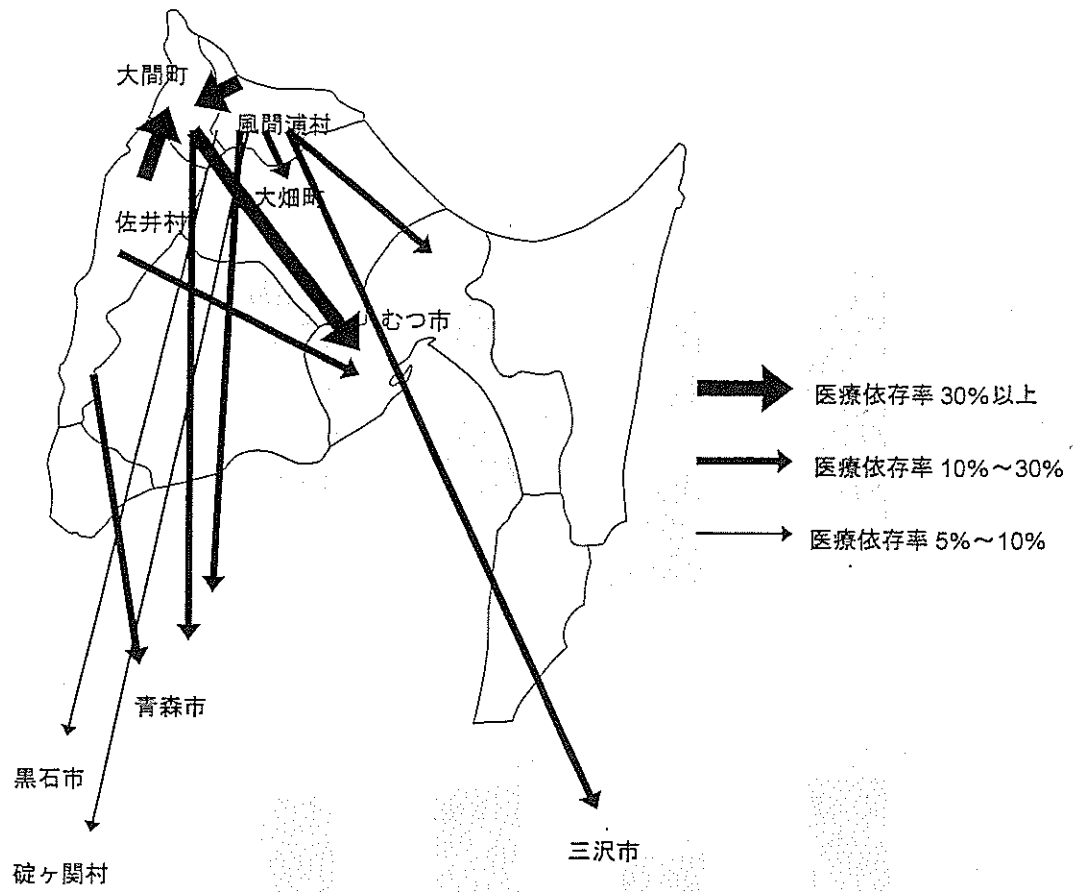 大間町
風間浦村
大畑町
佐井村
むつ市
医療依存率 30%以上
医療依存率 10%～30%
医療依存率 5%～10%
青森市
黒石市
三沢市
碇ヶ関村